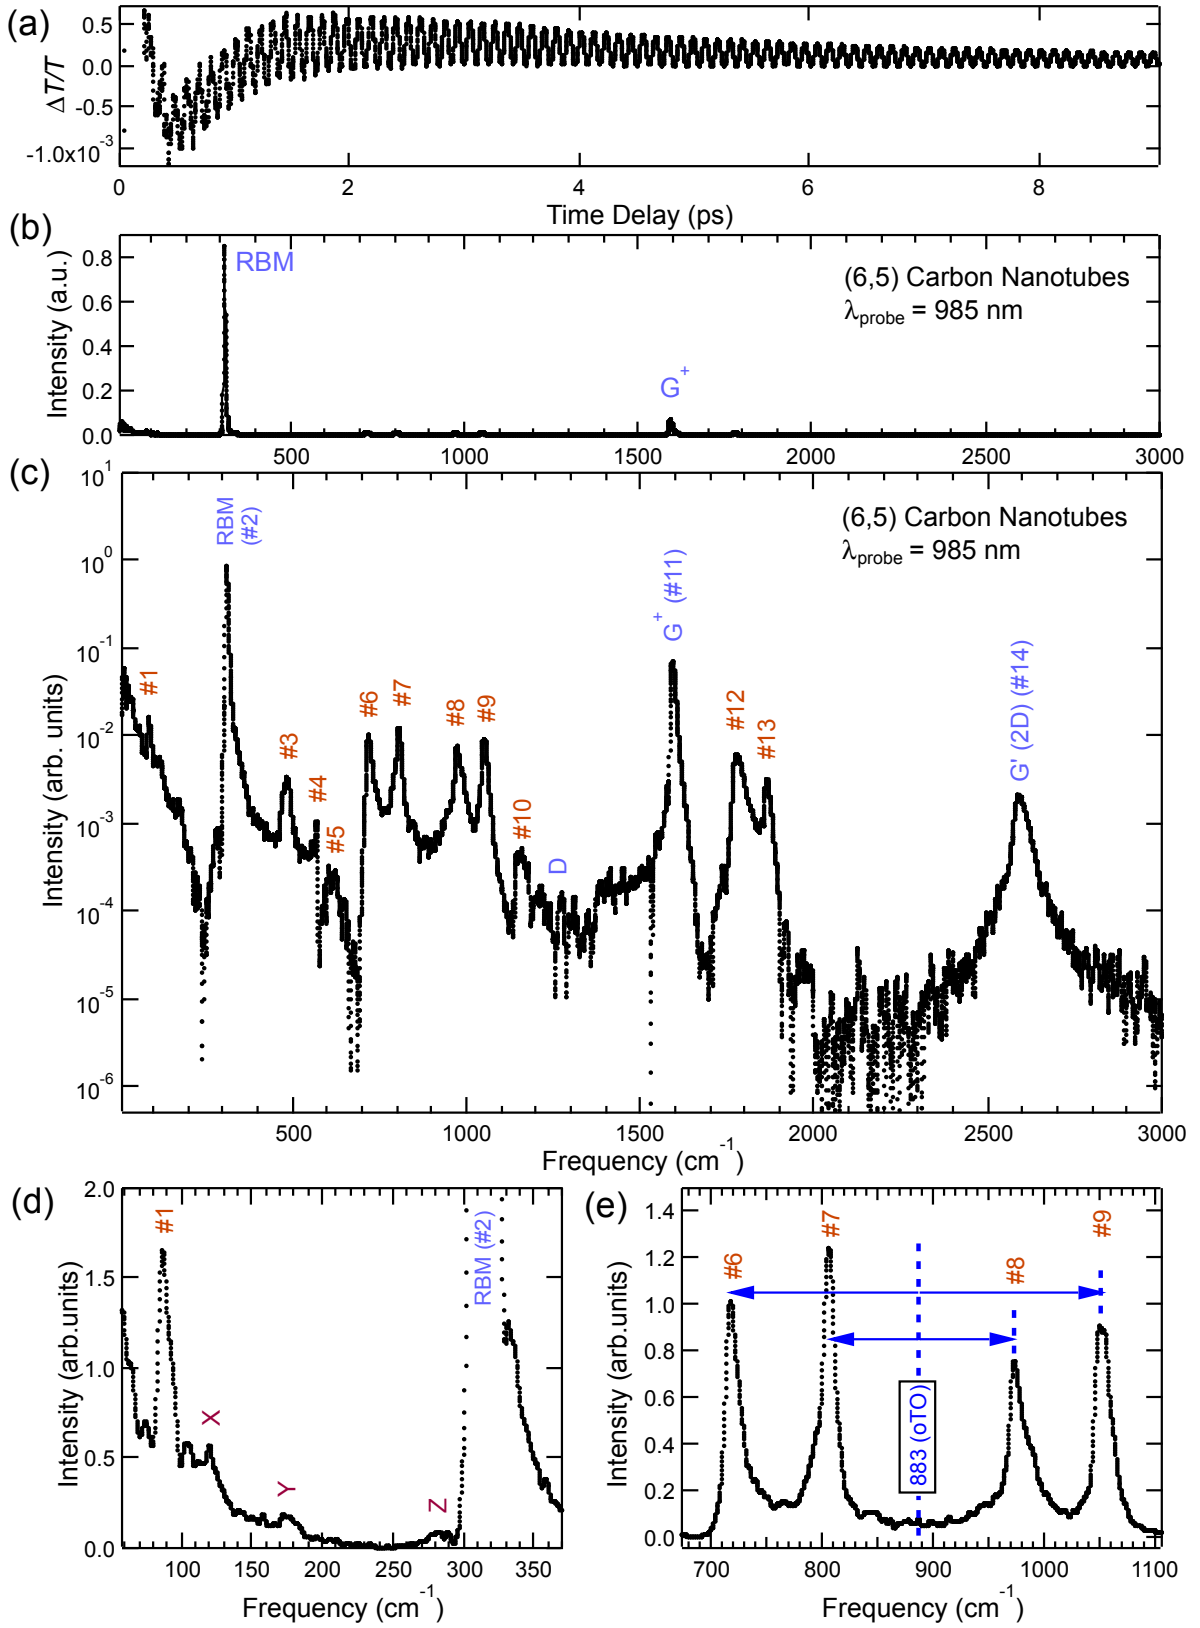 (a)
0.5
0.0
-0.5
-1.0x10⁻³
ΔT/T
0 2 4 6 8
Time Delay (ps)
(b)
0.8
0.6
0.4
0.2
0.0
Intensity (a.u.)
RBM
G⁺
(6,5) Carbon Nanotubes
λprobe = 985 nm
500 1000 1500 2000 2500 3000
(c)
10¹
10⁰
10⁻¹
10⁻²
10⁻³
10⁻⁴
10⁻⁵
10⁻⁶
Intensity (arb. units)
(6,5) Carbon Nanotubes
λprobe = 985 nm
#1
RBM
(#2)
#3
#4
#5
#6
#7
#8
#9
#10
D
G⁺ (#11)
#12
#13
G' (2D) (#14)
500 1000 1500 2000 2500 3000
Frequency (cm⁻¹)
(d)
2.0
1.5
1.0
0.5
0.0
Intensity (arb.units)
#1
X
Y
Z
RBM (#2)
100 150 200 250 300 350
Frequency (cm⁻¹)
(e)
1.4
1.2
1.0
0.8
0.6
0.4
0.2
0.0
Intensity (arb.units)
#6
#7
#8
#9
883 (oTO)
700 800 900 1000 1100
Frequency (cm⁻¹)